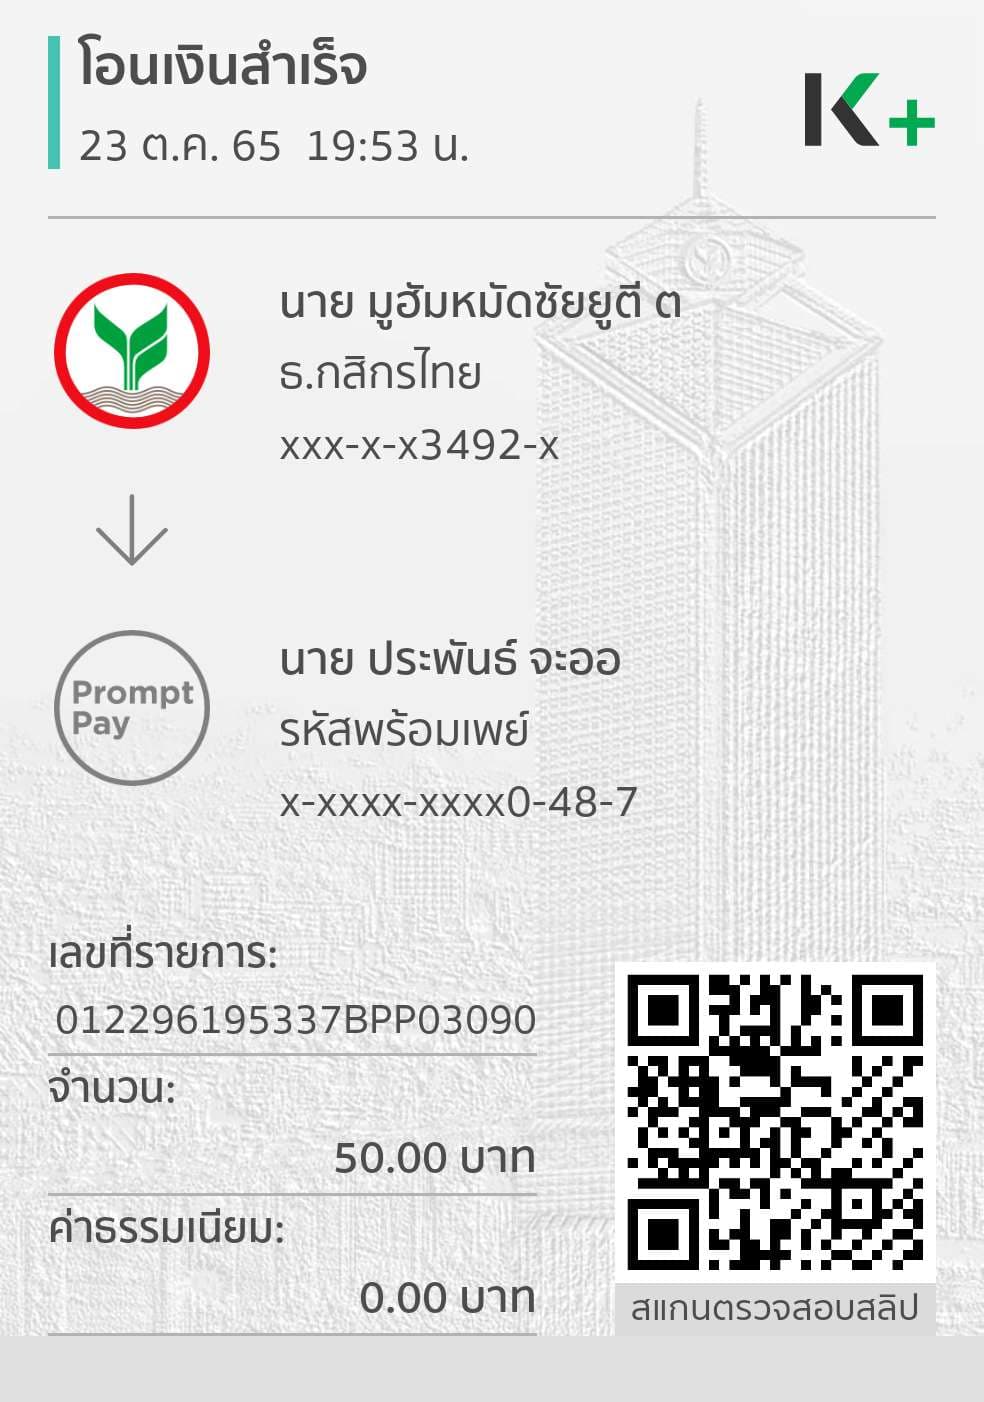 โอนเงินสำเร็จ
23 ต.ค. 65 19:53 น.
K+
นาย มูฮัมหมัดซัยยูตี ต
ธ.กสิกรไทย
xxx-x-x3492-x
Prompt
Pay
นาย ประพันธ์ จะออ
รหัสพร้อมเพย์
x-xxxx-xxxx0-48-7
เลขที่รายการ:
012296195337BPP03090
จำนวน:
50.00 บาท
ค่าธรรมเนียม:
0.00 บาท
สแกนตรวจสอบสลิป